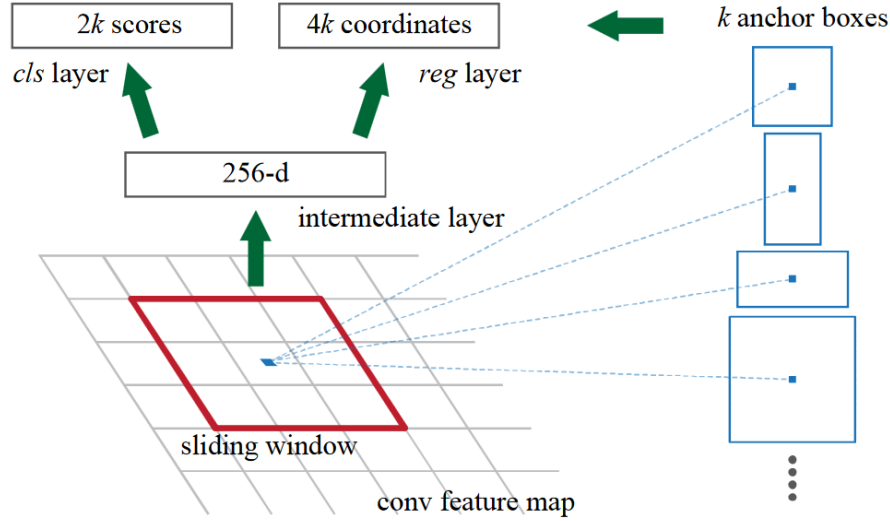 2k scores
4k coordinates
k anchor boxes
cls layer
reg layer
256-d
intermediate layer
sliding window
conv feature map